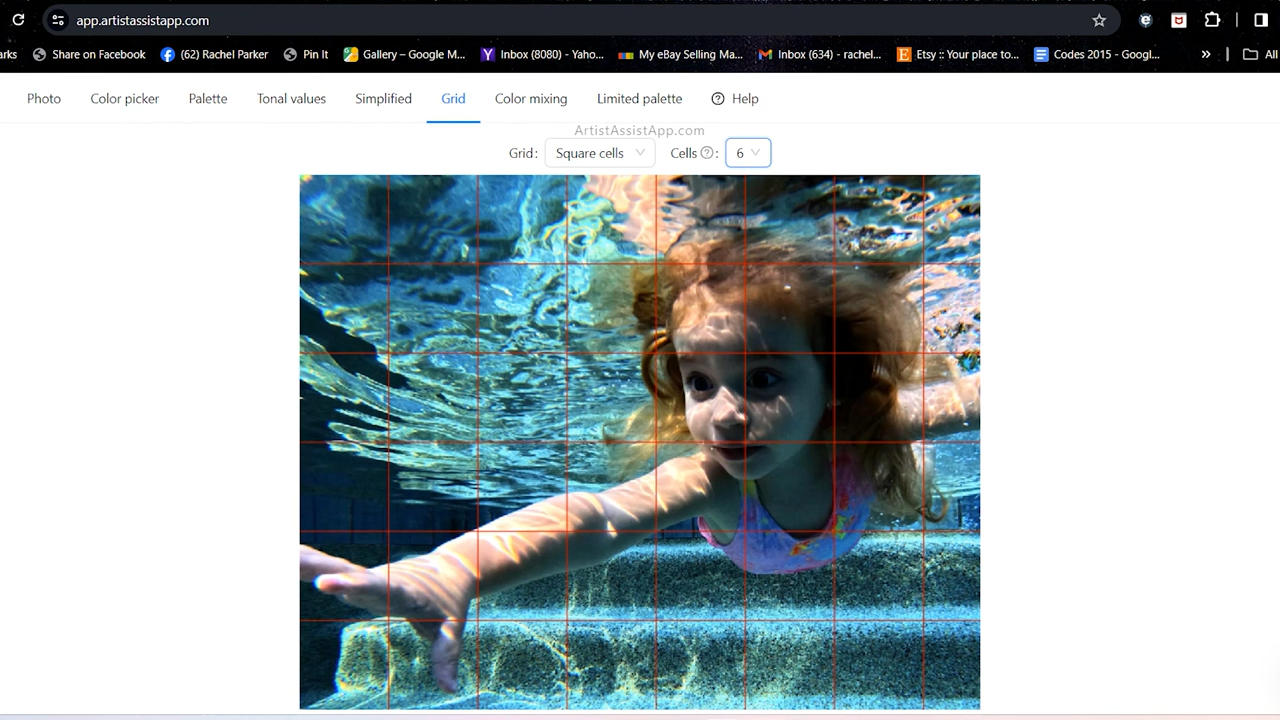 app.artistassistapp.com
arks Share on Facebook (62) Rachel Parker Pin It Gallery – Google M... Inbox (8080) - Yaho... My eBay Selling Ma... Inbox (634) - rachel... Etsy :: Your place to... Codes 2015 - Googl... » All
Photo Color picker Palette Tonal values Simplified Grid Color mixing Limited palette Help
ArtistAssistApp.com
Grid: Square cells Cells : 6